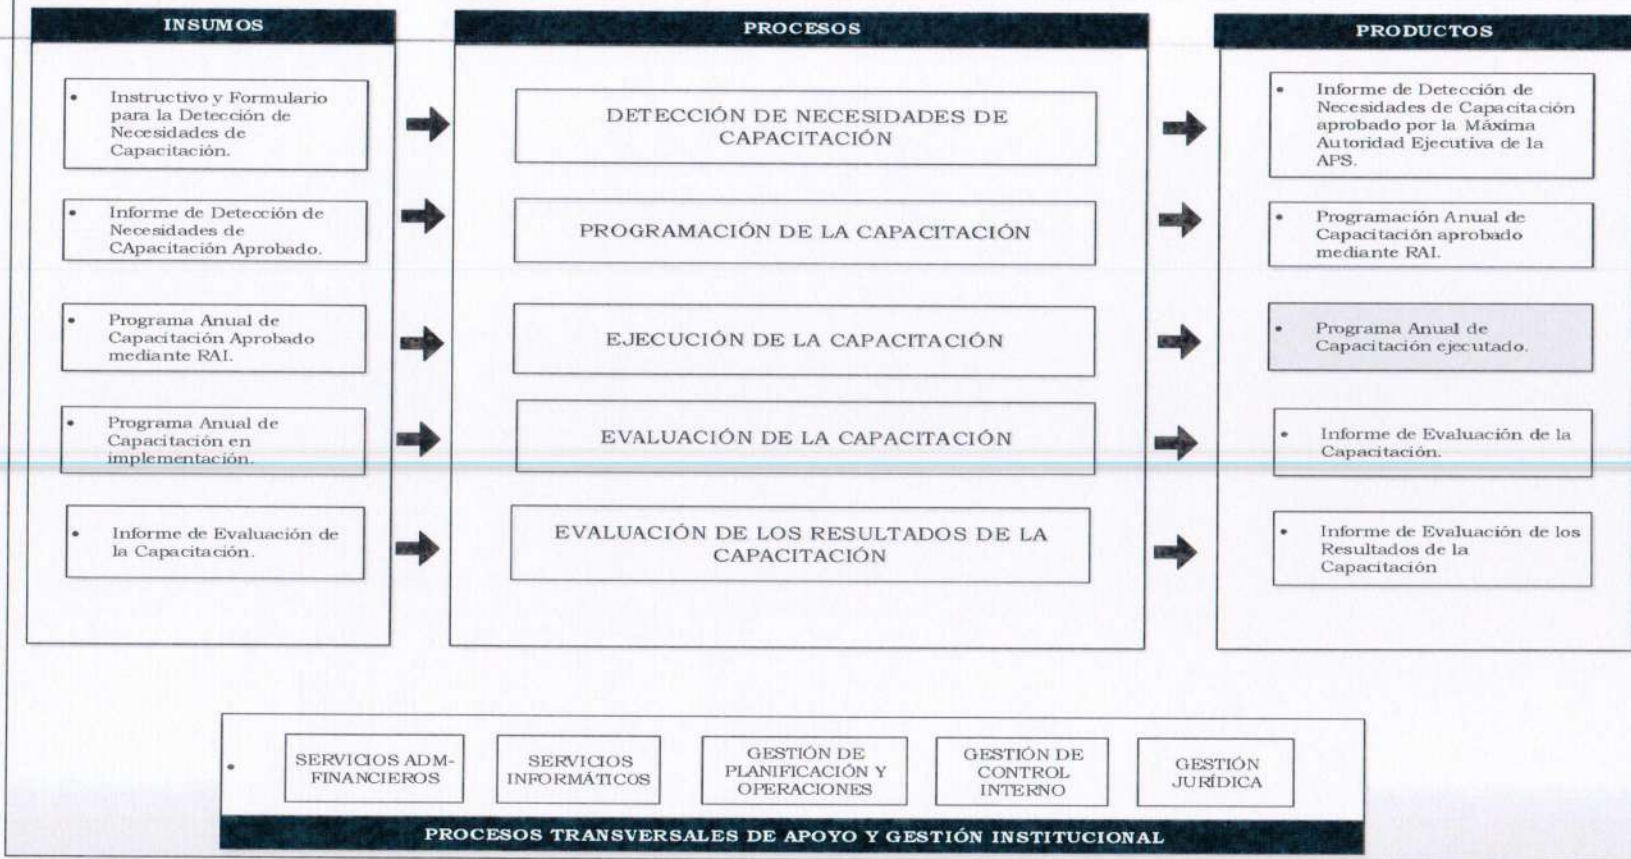 INSUMOS
PROCESOS
PRODUCTOS
• Instructivo y Formulario
para la Detección de
Necesidades de
Capacitación.
DETECCIÓN DE NECESIDADES DE
CAPACITACIÓN
• Informe de Detección de
Necesidades de Capacitación
aprobado por la Máxima
Autoridad Ejecutiva de la
APS.
• Informe de Detección de
Necesidades de
CApacitación Aprobado.
PROGRAMACIÓN DE LA CAPACITACIÓN
• Programación Anual de
Capacitación aprobado
mediante RAI.
• Programa Anual de
Capacitación Aprobado
mediante RAI.
EJECUCIÓN DE LA CAPACITACIÓN
• Programa Anual de
Capacitación ejecutado.
• Programa Anual de
Capacitación en
implementación.
EVALUACIÓN DE LA CAPACITACIÓN
• Informe de Evaluación de la
Capacitación.
• Informe de Evaluación de
la Capacitación.
EVALUACIÓN DE LOS RESULTADOS DE LA
CAPACITACIÓN
• Informe de Evaluación de los
Resultados de la
Capacitación
•
SERVICIOS ADM-
FINANCIEROS
SERVICIOS
INFORMÁTICOS
GESTIÓN DE
PLANIFICACIÓN Y
OPERACIONES
GESTIÓN DE
CONTROL
INTERNO
GESTIÓN
JURÍDICA
PROCESOS TRANSVERSALES DE APOYO Y GESTIÓN INSTITUCIONAL